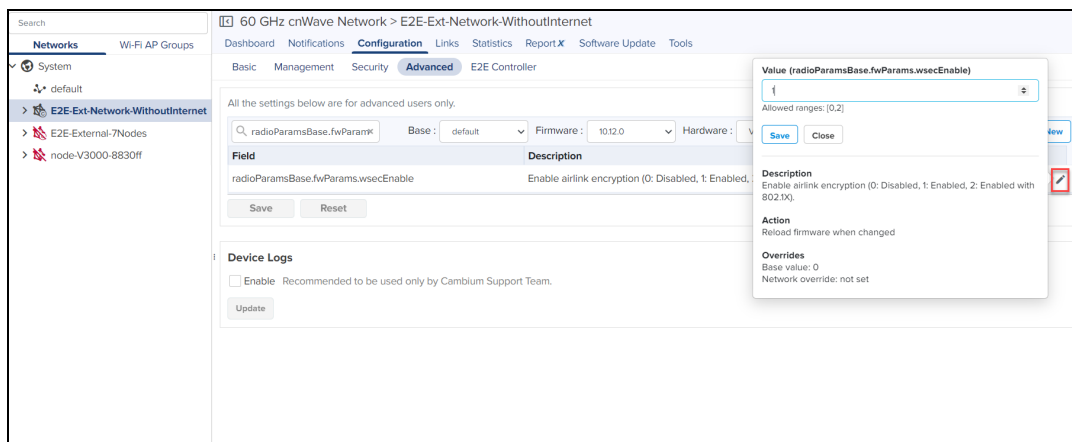 Search
Networks
Wi-Fi AP Groups
System
default
E2E-Ext-Network-WithoutInternet
E2E-External-7Nodes
node-V3000-8830ff
60 GHz cnWave Network > E2E-Ext-Network-WithoutInternet
Dashboard Notifications Configuration Links Statistics Report X Software Update Tools
Basic Management Security Advanced E2E Controller
All the settings below are for advanced users only.
radioParamsBase.fwParam Base : default Firmware : 10.12.0 Hardware :
Field Description
radioParamsBase.fwParams.wsecEnable Enable airlink encryption (0: Disabled, 1: Enabled,
Save Reset
Device Logs
Enable Recommended to be used only by Cambium Support Team.
Update
Value (radioParamsBase.fwParams.wsecEnable)
1
Allowed ranges: [0,2]
Save Close
Description
Enable airlink encryption (0: Disabled, 1: Enabled, 2: Enabled with
802.1X).
Action
Reload firmware when changed
Overrides
Base value: 0
Network override: not set